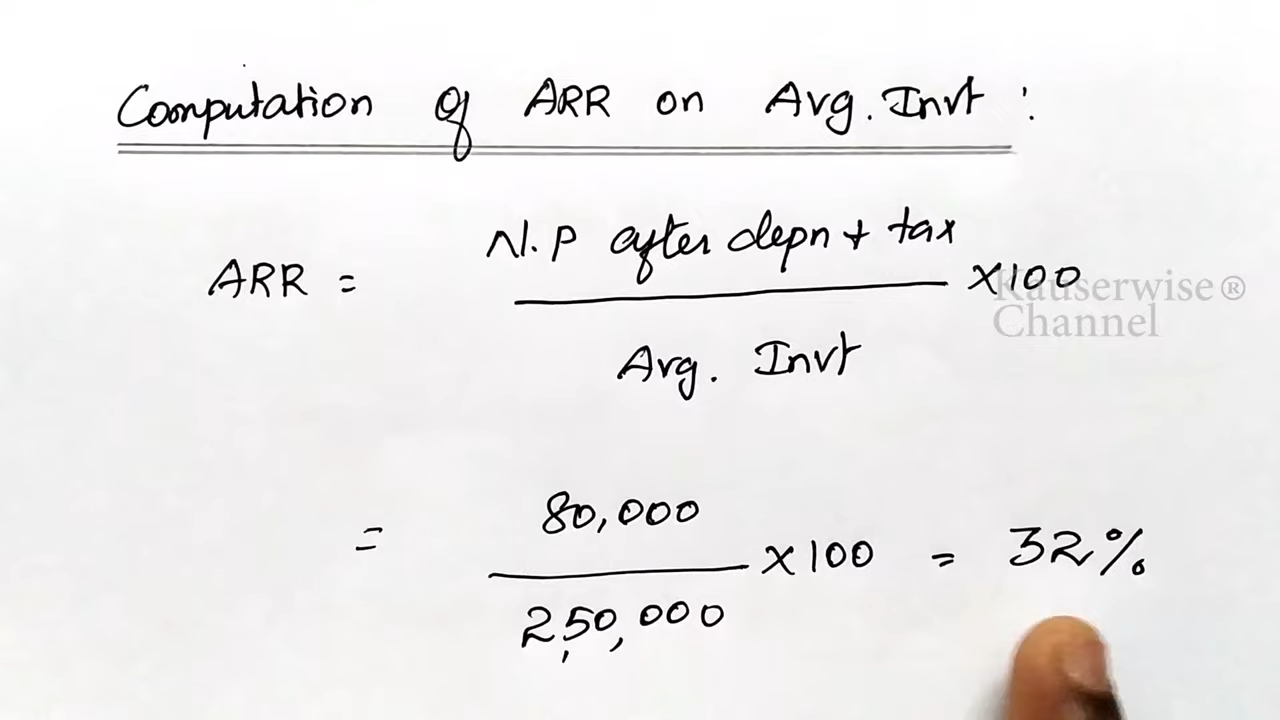 Computation of ARR on Avg. Invt :
N.P after depn + tax
ARR = ———— X100
Kauserwise®
Channel
Avg. Invt
80,000
= ———— X100 = 32%
2,50,000